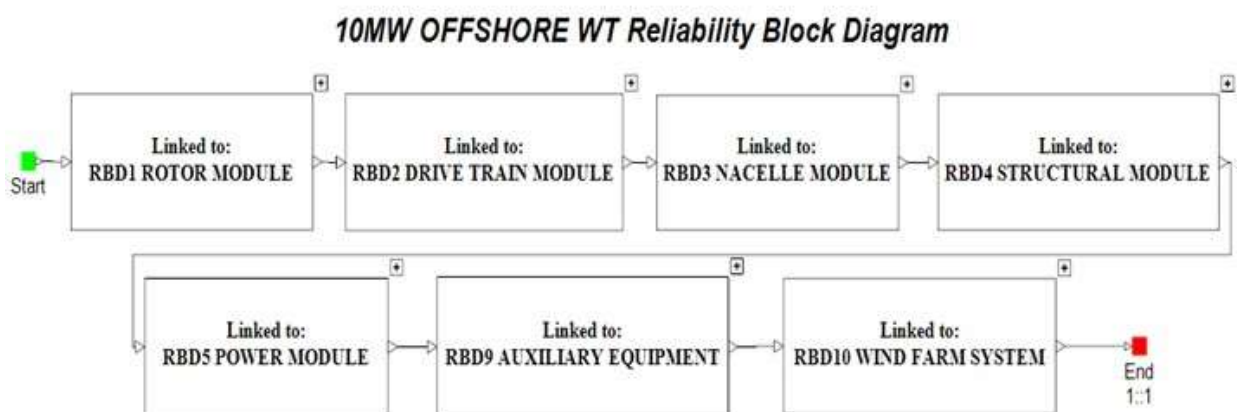 10MW OFFSHORE WT Reliability Block Diagram
Linked to:
RBD1 ROTOR MODULE
Linked to:
RBD2 DRIVE TRAIN MODULE
Linked to:
RBD3 NACELLE MODULE
Linked to:
RBD4 STRUCTURAL MODULE
Start
Linked to:
RBD5 POWER MODULE
Linked to:
RBD9 AUXILIARY EQUIPMENT
Linked to:
RBD10 WIND FARM SYSTEM
End
1::1